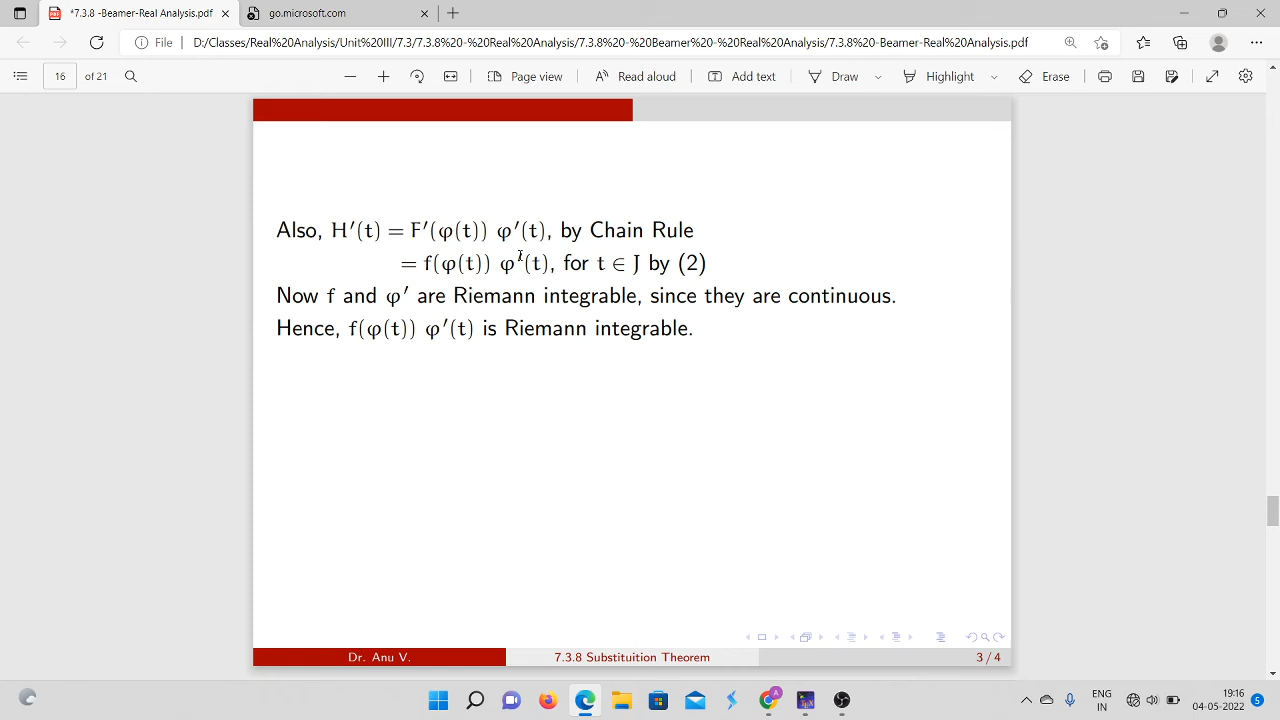 *7.3.8 -Beamer-Real Analysis.pdf
go.microsoft.com
File
D:/Classes/Real%20Analysis/Unit%20III/7.3/7.3.8%20-%20Real%20Analysis/7.3.8%20-%20Beamer%20-%20Real%20Analysis/7.3.8%20-%20Beamer-Real%20Analysis.pdf
16 of 21
Page view
Read aloud
Add text
Draw
Highlight
Erase
Also, H′(t) = F′(φ(t)) φ′(t), by Chain Rule
= f(φ(t)) φ′(t), for t ∈ J by (2)
Now f and φ′ are Riemann integrable, since they are continuous.
Hence, f(φ(t)) φ′(t) is Riemann integrable.
Dr. Anu V.
7.3.8 Substituition Theorem
3 / 4
ENG
IN
19:16
04-05-2022
5